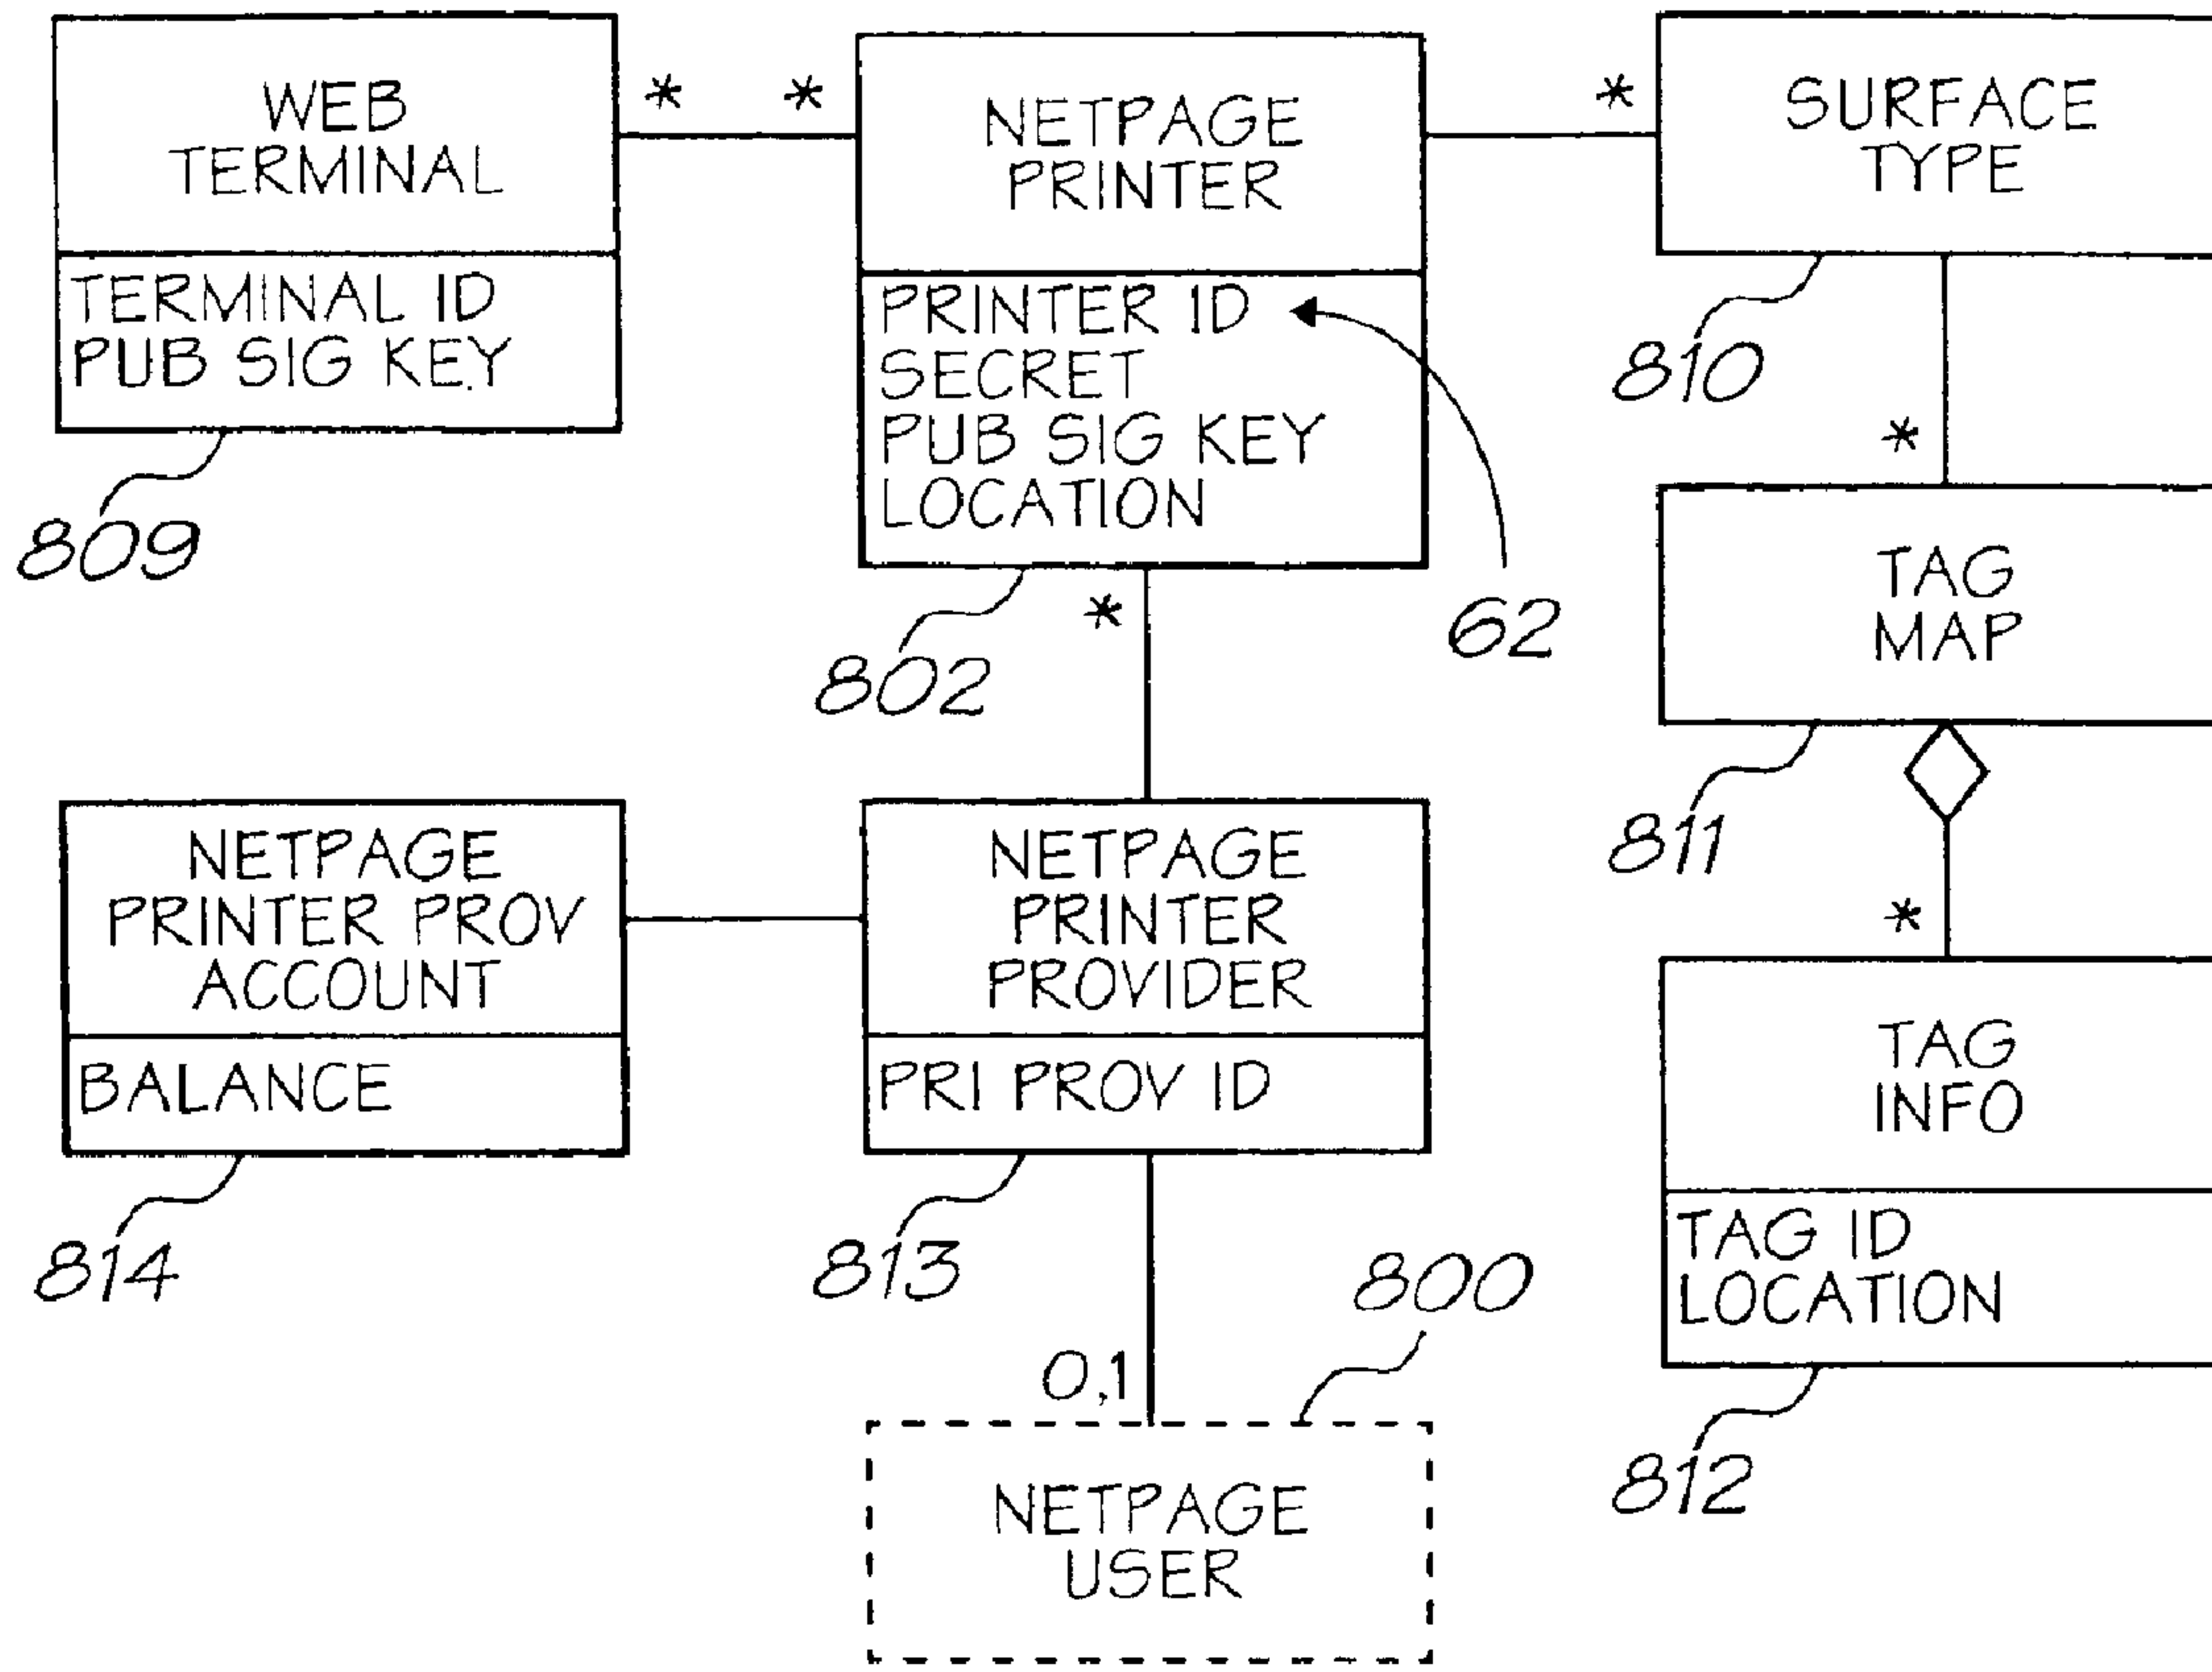 WEB
TERMINAL
TERMINAL ID
PUB SIG KEY
809
*
*
NETPAGE
PRINTER
PRINTER ID
SECRET
PUB SIG KEY
LOCATION
802
62
*
*
SURFACE
TYPE
810
*
TAG
MAP
811
*
TAG
INFO
TAG ID
LOCATION
812
NETPAGE
PRINTER PROV
ACCOUNT
BALANCE
814
NETPAGE
PRINTER
PROVIDER
PRI PROV ID
813
0,1
800
NETPAGE
USER